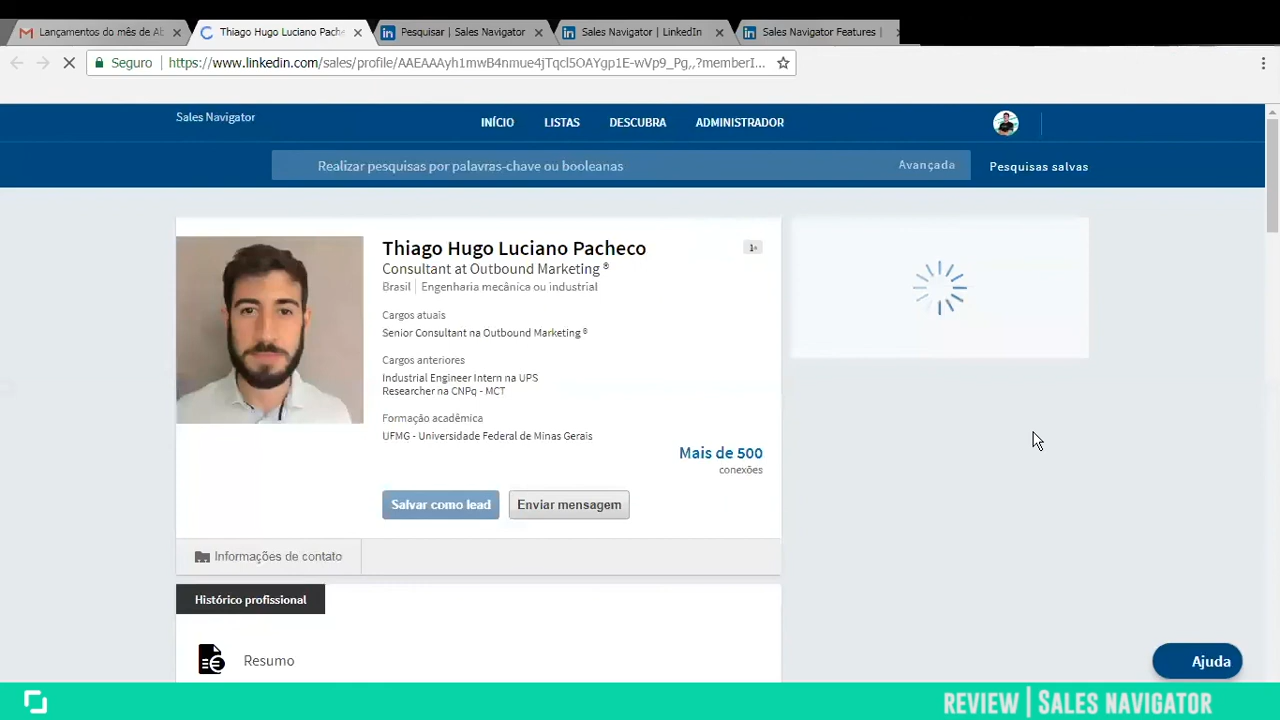 Lançamentos do mês de Ab
Thiago Hugo Luciano Pache
Pesquisar | Sales Navigator
Sales Navigator | LinkedIn
Sales Navigator Features |
Seguro
https://www.linkedin.com/sales/profile/AAEAAAyh1mwB4nmue4jTqcl5OAYgp1E-wVp9_Pg,,?memberI...
Sales Navigator
INÍCIO
LISTAS
DESCUBRA
ADMINISTRADOR
Realizar pesquisas por palavras-chave ou booleanas
Avançada
Pesquisas salvas
Thiago Hugo Luciano Pacheco
1º
Consultant at Outbound Marketing ®
Brasil | Engenharia mecânica ou industrial
Cargos atuais
Senior Consultant na Outbound Marketing ®
Cargos anteriores
Industrial Engineer Intern na UPS
Researcher na CNPq - MCT
Formação acadêmica
UFMG - Universidade Federal de Minas Gerais
Mais de 500
conexões
Salvar como lead
Enviar mensagem
Informações de contato
Histórico profissional
Resumo
Ajuda
REVIEW | SALES NAVIGATOR